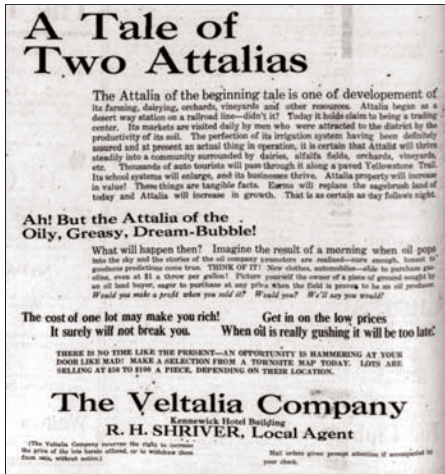 A Tale of
Two Attalias
The Attalia of the beginning tale is one of developement of
its farming, dairying, orchards, vineyards and other resources. Attalia began as a
desert way station on a railroad line—didn't it? Today it holds claim to being a trading
center. Its markets are visited daily by men who were attracted to the district by the
productivity of its soil. The perfection of its irrigation system having been definitely
assured and at present an actual thing in operation, it is certain that Attalia will thrive
steadily into a community surrounded by dairies, alfalfa fields, orchards, vineyards
etc. Thousands of auto tourists will pass through it along a paved Yellowstone Trail
Its school systems will enlarge, and its businesses thrive. Attalia property will increase
in value! These things are tangible facts. Farms will replace the sagebrush land of
today and Attalia will increase in growth. That is as certain as day follows night.
Ah! But the Attalia of the
Oily, Greasy, Dream-Bubble!
What will happen then? Imagine the result of a morning when oil pops
into the sky and the stories of the oil company promoters are realized—sure enough, honest to
goodness predictions come true. THINK OF IT! New clothes, automobiles—able to purchase gas-
oline, even at $1 a throw per gallon! Picture yourself the owner of a piece of ground sought by
an oil land buyer, eager to purchase at any price when the field is proven to be an oil producer.
Would you make a profit when you sold it? Would you? We'll say you would!
The cost of one lot may make you rich!
It surely will not break you.
Get in on the low prices
When oil is really gushing it will be too late!
THERE IS NO TIME LIKE THE PRESENT—AN OPPORTUNITY IS HAMMERING AT YOUR
DOOR LIKE MAD! MAKE A SELECTION FROM A TOWNSITE MAP TODAY. LOTS ARE
SELLING AT $50 TO $100 A PIECE, DEPENDING ON THEIR LOCATION.
The Veltalia Company
Kennewick Hotel Building
R. H. SHRIVER, Local Agent
(The Veltalia Company reserves the right to increase
the price of the lots herein offered, or to withdraw them
from sale, without notice.)
Mail orders given prompt attention if accompanied by
your check.